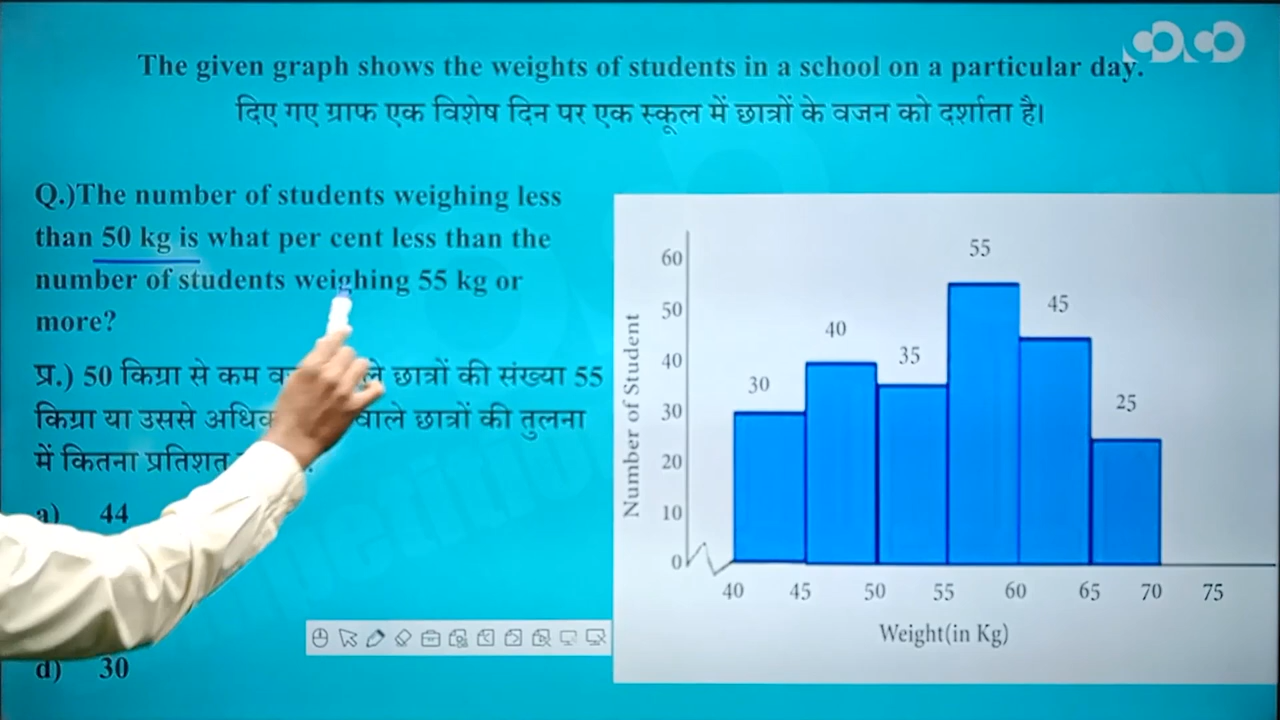 The given graph shows the weights of students in a school on a particular day.
दिए गए ग्राफ एक विशेष दिन पर एक स्कूल में छात्रों के वजन को दर्शाता है।
Q.)The number of students weighing less
than 50 kg is what per cent less than the
number of students weighing 55 kg or
more?
प्र.) 50 किग्रा से कम छात्रों की संख्या 55
किग्रा या उससे अधिक वाले छात्रों की तुलना
में कितना प्रतिशत
a) 44
d) 30
60
50
40
30
20
10
0
Number of Student
30
40
35
55
45
25
40 45 50 55 60 65 70 75
Weight(in Kg)